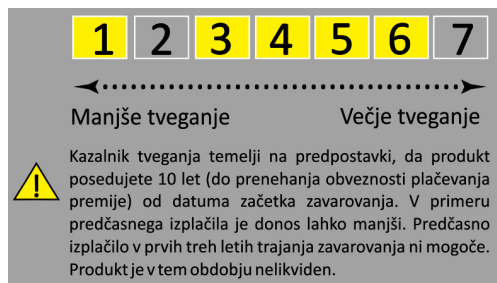 1 2 3 4 5 6 7
Manjše tveganje Večje tveganje
Kazalnik tveganja temelji na predpostavki, da produkt
posedujete 10 let (do prenehanja obveznosti plačevanja
premije) od datuma začetka zavarovanja. V primeru
predčasnega izplačila je donos lahko manjši. Predčasno
izplačilo v prvih treh letih trajanja zavarovanja ni mogoče.
Produkt je v tem obdobju nelikviden.